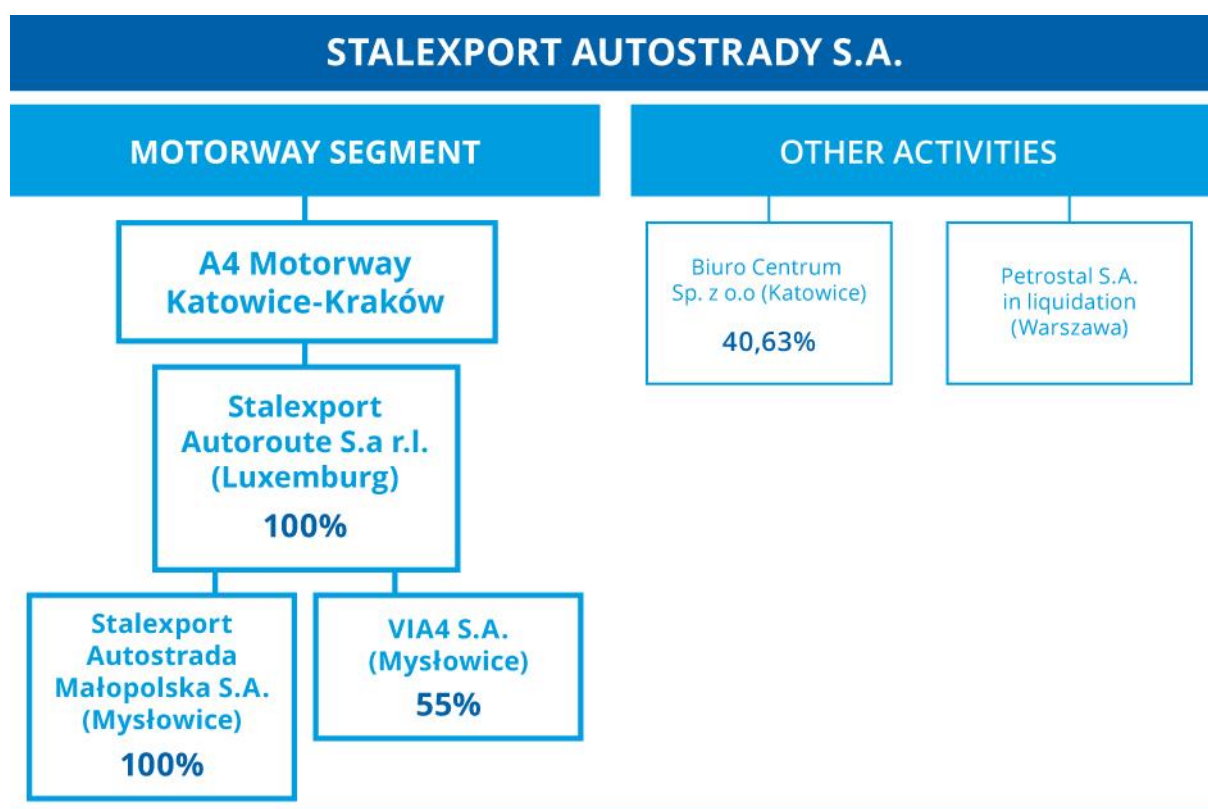 STALEXPORT AUTOSTRADY S.A.
MOTORWAY SEGMENT
A4 Motorway
Katowice-Kraków
Stalexport
Autoroute S.a r.l.
(Luxemburg)
100%
Stalexport
Autostrada
Małopolska S.A.
(Mysłowice)
100%
VIA4 S.A.
(Mysłowice)
55%
OTHER ACTIVITIES
Biuro Centrum
Sp. z o.o (Katowice)
40,63%
Petrostal S.A.
in liquidation
(Warszawa)